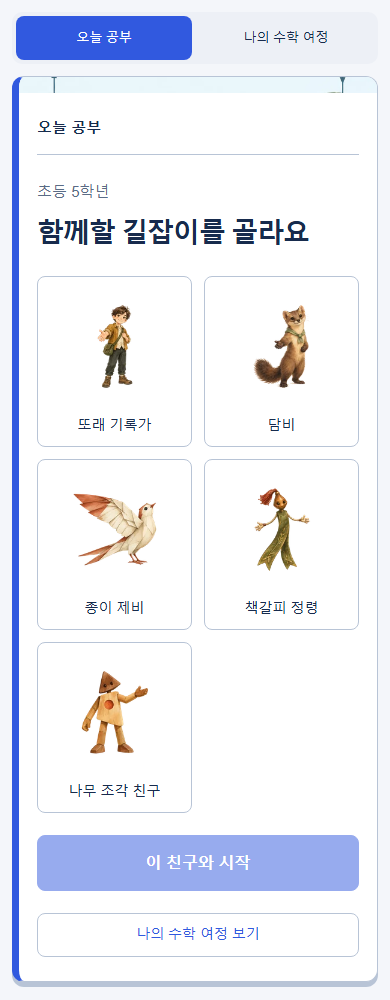 오늘 공부
나의 수학 여정
오늘 공부
초등 5학년
함께할 길잡이를 골라요
또래 기록가
담비
종이 제비
책갈피 정령
나무 조각 친구
이 친구와 시작
나의 수학 여정 보기